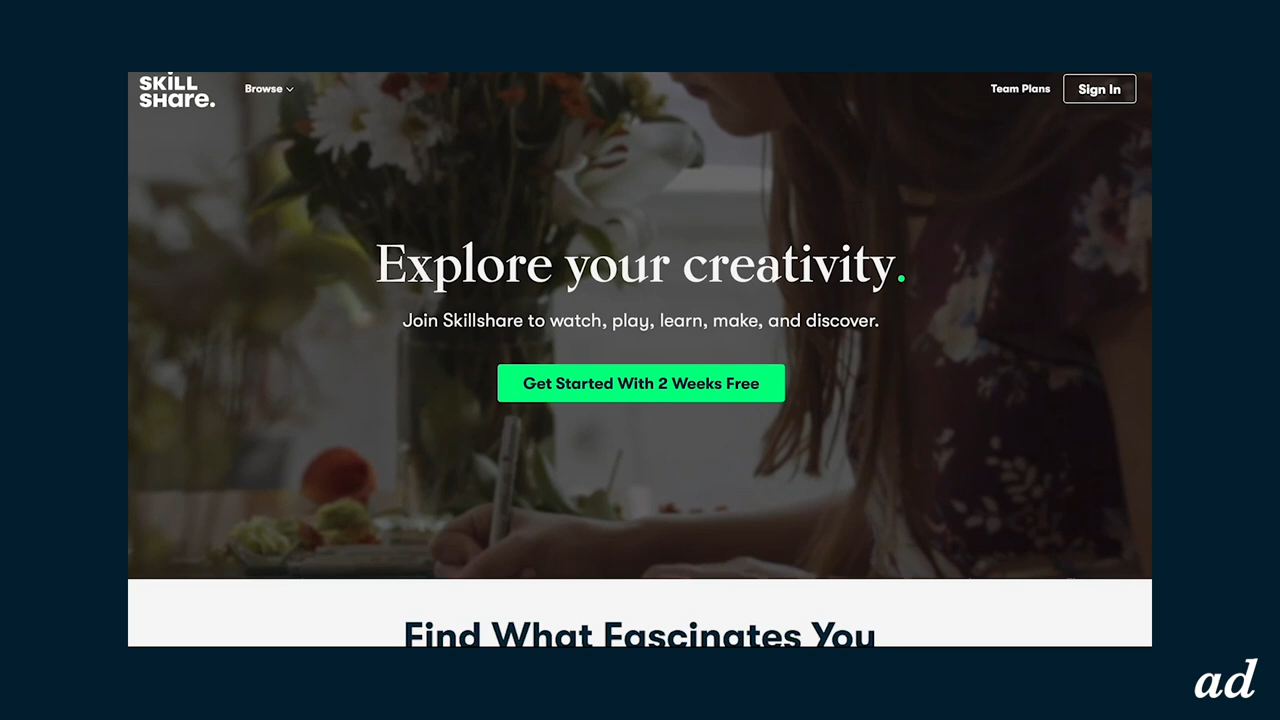 SKILL
SHare.
Browse
Team Plans
Sign In
Explore your creativity.
Join Skillshare to watch, play, learn, make, and discover.
Get Started With 2 Weeks Free
Find What Fascinates You
ad